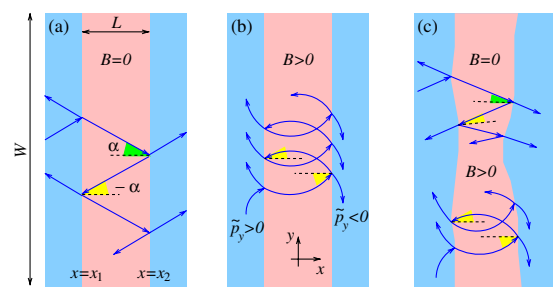 (a)
L
B=0
W
α
– α
x=x₁
x=x₂
(b)
B>0
p̃ᵧ>0
p̃ᵧ<0
y
x
(c)
B=0
B>0